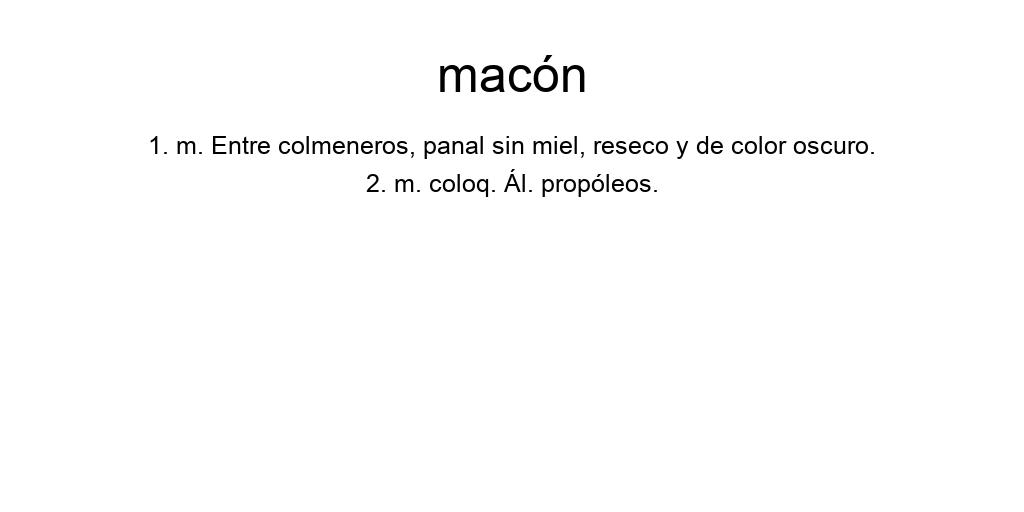 macón
1. m. Entre colmeneros, panal sin miel, reseco y de color oscuro.
2. m. coloq. Ál. propóleos.